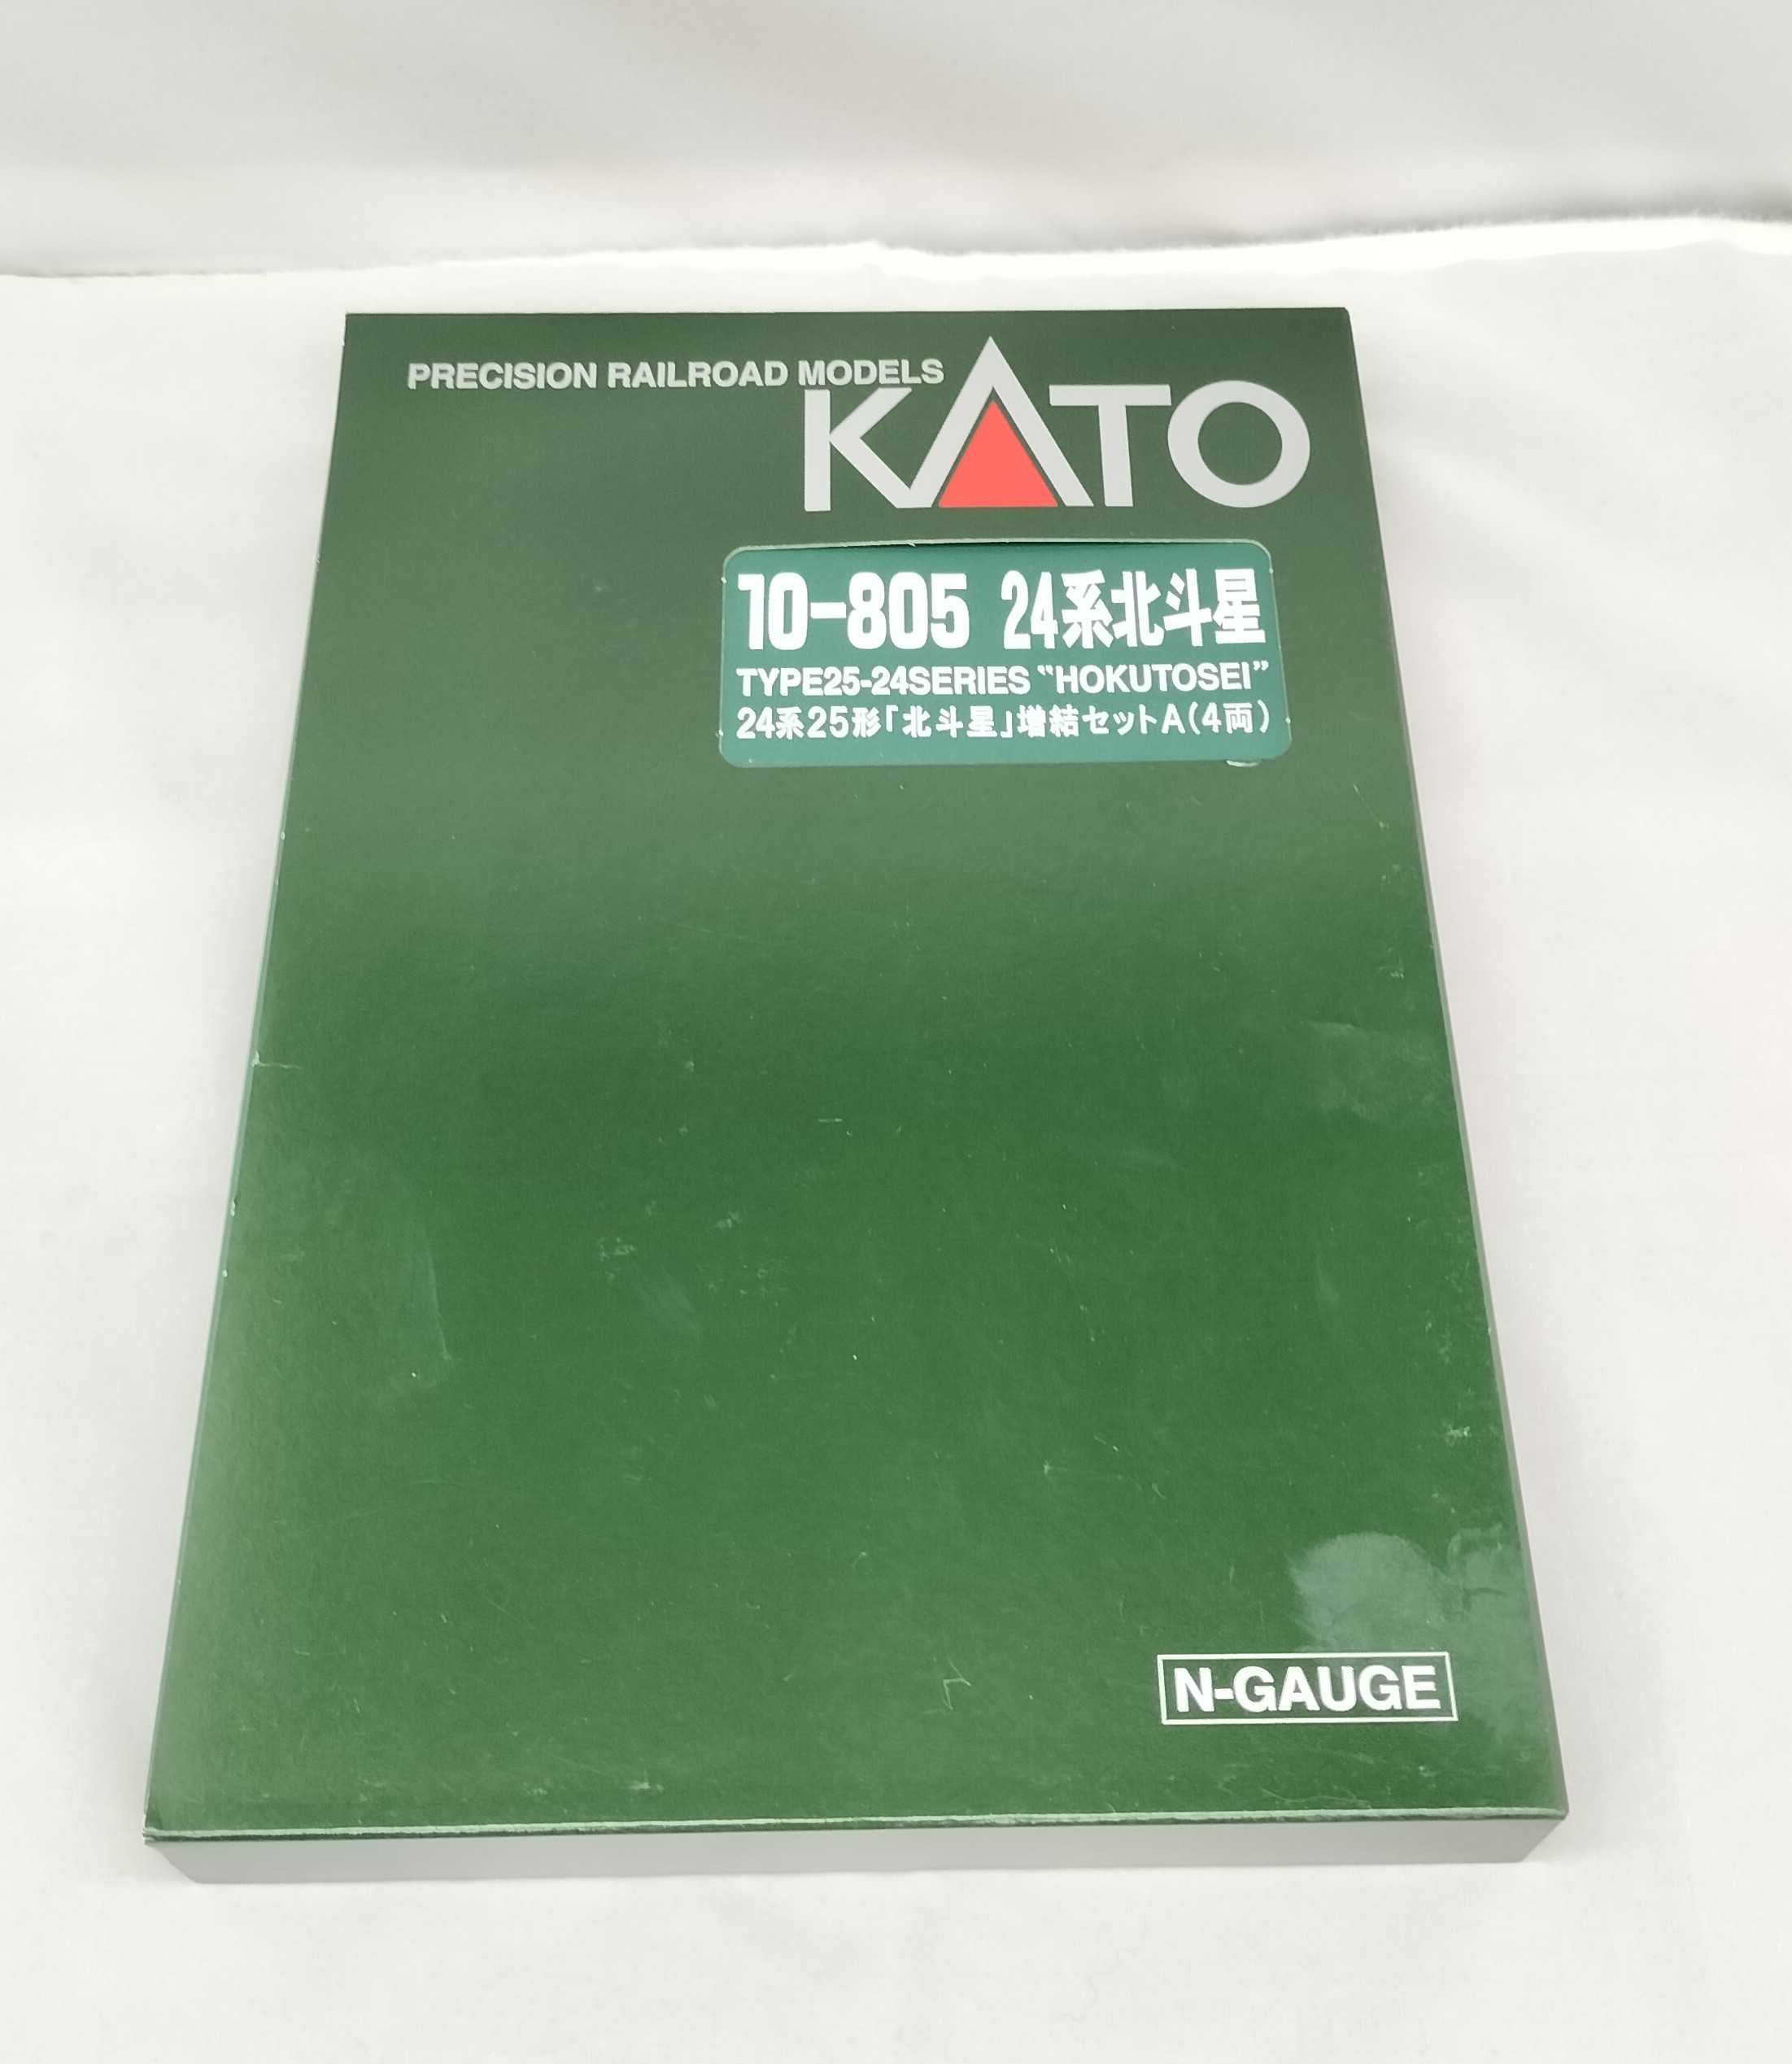 PRECISION RAILROAD MODELS
KATO
10-805 24系北斗星
TYPE25-24SERIES "HOKUTOSEI"
24系25形「北斗星」増結セットA(4両)
N-GAUGE